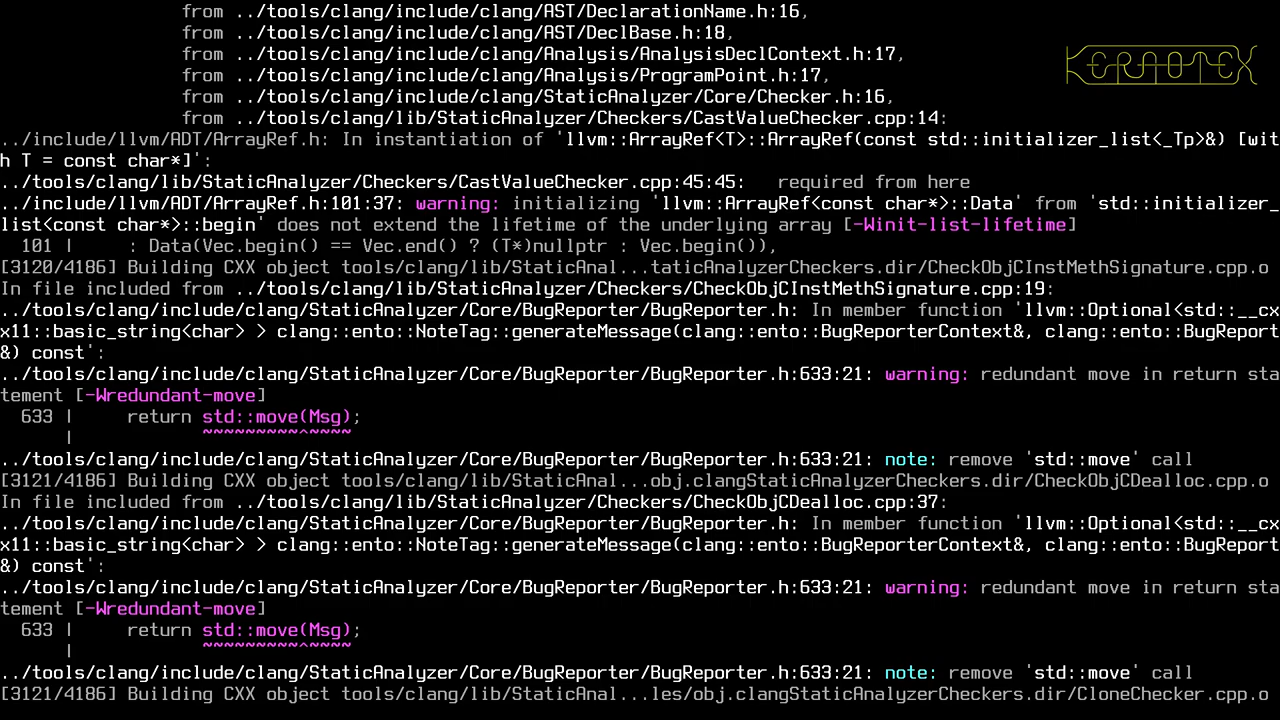 from ../tools/clang/include/clang/AST/DeclarationName.h:16,
from ../tools/clang/include/clang/AST/DeclBase.h:18,
from ../tools/clang/include/clang/Analysis/AnalysisDeclContext.h:17,
from ../tools/clang/include/clang/Analysis/ProgramPoint.h:17,
from ../tools/clang/include/clang/StaticAnalyzer/Core/Checker.h:16,
from ../tools/clang/lib/StaticAnalyzer/Checkers/CastValueChecker.cpp:14:
KERAOTEX
../include/llvm/ADT/ArrayRef.h: In instantiation of 'llvm::ArrayRef<T>::ArrayRef(const std::initializer_list<_Tp>&) [wit
h T = const char*]':
../tools/clang/lib/StaticAnalyzer/Checkers/CastValueChecker.cpp:45:45:   required from here
../include/llvm/ADT/ArrayRef.h:101:37: warning: initializing 'llvm::ArrayRef<const char*>::Data' from 'std::initializer_
list<const char*>::begin' does not extend the lifetime of the underlying array [-Winit-list-lifetime]
  101 |     : Data(Vec.begin() == Vec.end() ? (T*)nullptr : Vec.begin()),
[3120/4186] Building CXX object tools/clang/lib/StaticAnal...taticAnalyzerCheckers.dir/CheckObjCInstMethSignature.cpp.o
In file included from ../tools/clang/lib/StaticAnalyzer/Checkers/CheckObjCInstMethSignature.cpp:19:
../tools/clang/include/clang/StaticAnalyzer/Core/BugReporter/BugReporter.h: In member function 'llvm::Optional<std::__cx
x11::basic_string<char> > clang::ento::NoteTag::generateMessage(clang::ento::BugReporterContext&, clang::ento::BugReport
&) const':
../tools/clang/include/clang/StaticAnalyzer/Core/BugReporter/BugReporter.h:633:21: warning: redundant move in return sta
tement [-Wredundant-move]
  633 |     return std::move(Msg);
      |            ~~~~~~~~~^~~~~
../tools/clang/include/clang/StaticAnalyzer/Core/BugReporter/BugReporter.h:633:21: note: remove 'std::move' call
[3121/4186] Building CXX object tools/clang/lib/StaticAnal...obj.clangStaticAnalyzerCheckers.dir/CheckObjCDealloc.cpp.o
In file included from ../tools/clang/lib/StaticAnalyzer/Checkers/CheckObjCDealloc.cpp:37:
../tools/clang/include/clang/StaticAnalyzer/Core/BugReporter/BugReporter.h: In member function 'llvm::Optional<std::__cx
x11::basic_string<char> > clang::ento::NoteTag::generateMessage(clang::ento::BugReporterContext&, clang::ento::BugReport
&) const':
../tools/clang/include/clang/StaticAnalyzer/Core/BugReporter/BugReporter.h:633:21: warning: redundant move in return sta
tement [-Wredundant-move]
  633 |     return std::move(Msg);
      |            ~~~~~~~~~^~~~~
../tools/clang/include/clang/StaticAnalyzer/Core/BugReporter/BugReporter.h:633:21: note: remove 'std::move' call
[3121/4186] Building CXX object tools/clang/lib/StaticAnal...les/obj.clangStaticAnalyzerCheckers.dir/CloneChecker.cpp.o